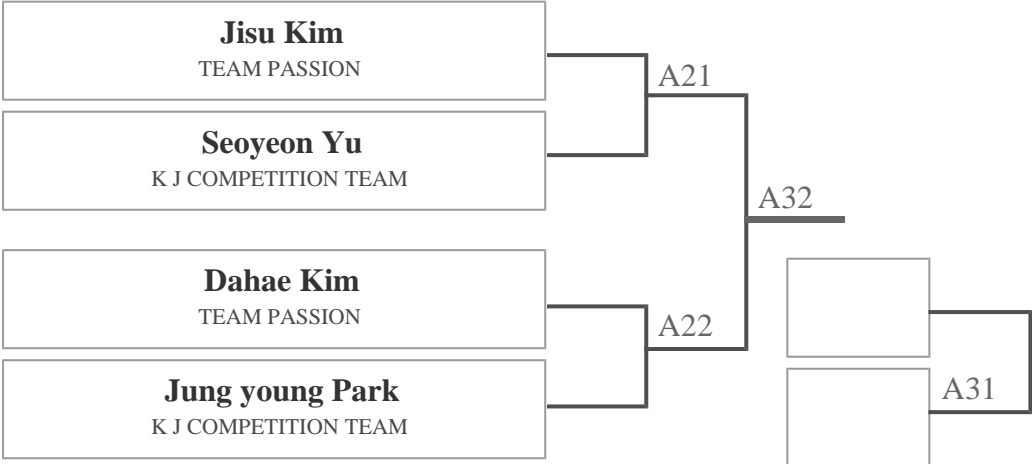 Jisu Kim
TEAM PASSION
A21
Seoyeon Yu
K J COMPETITION TEAM
A32
Dahae Kim
TEAM PASSION
A22
Jung young Park
K J COMPETITION TEAM
A31